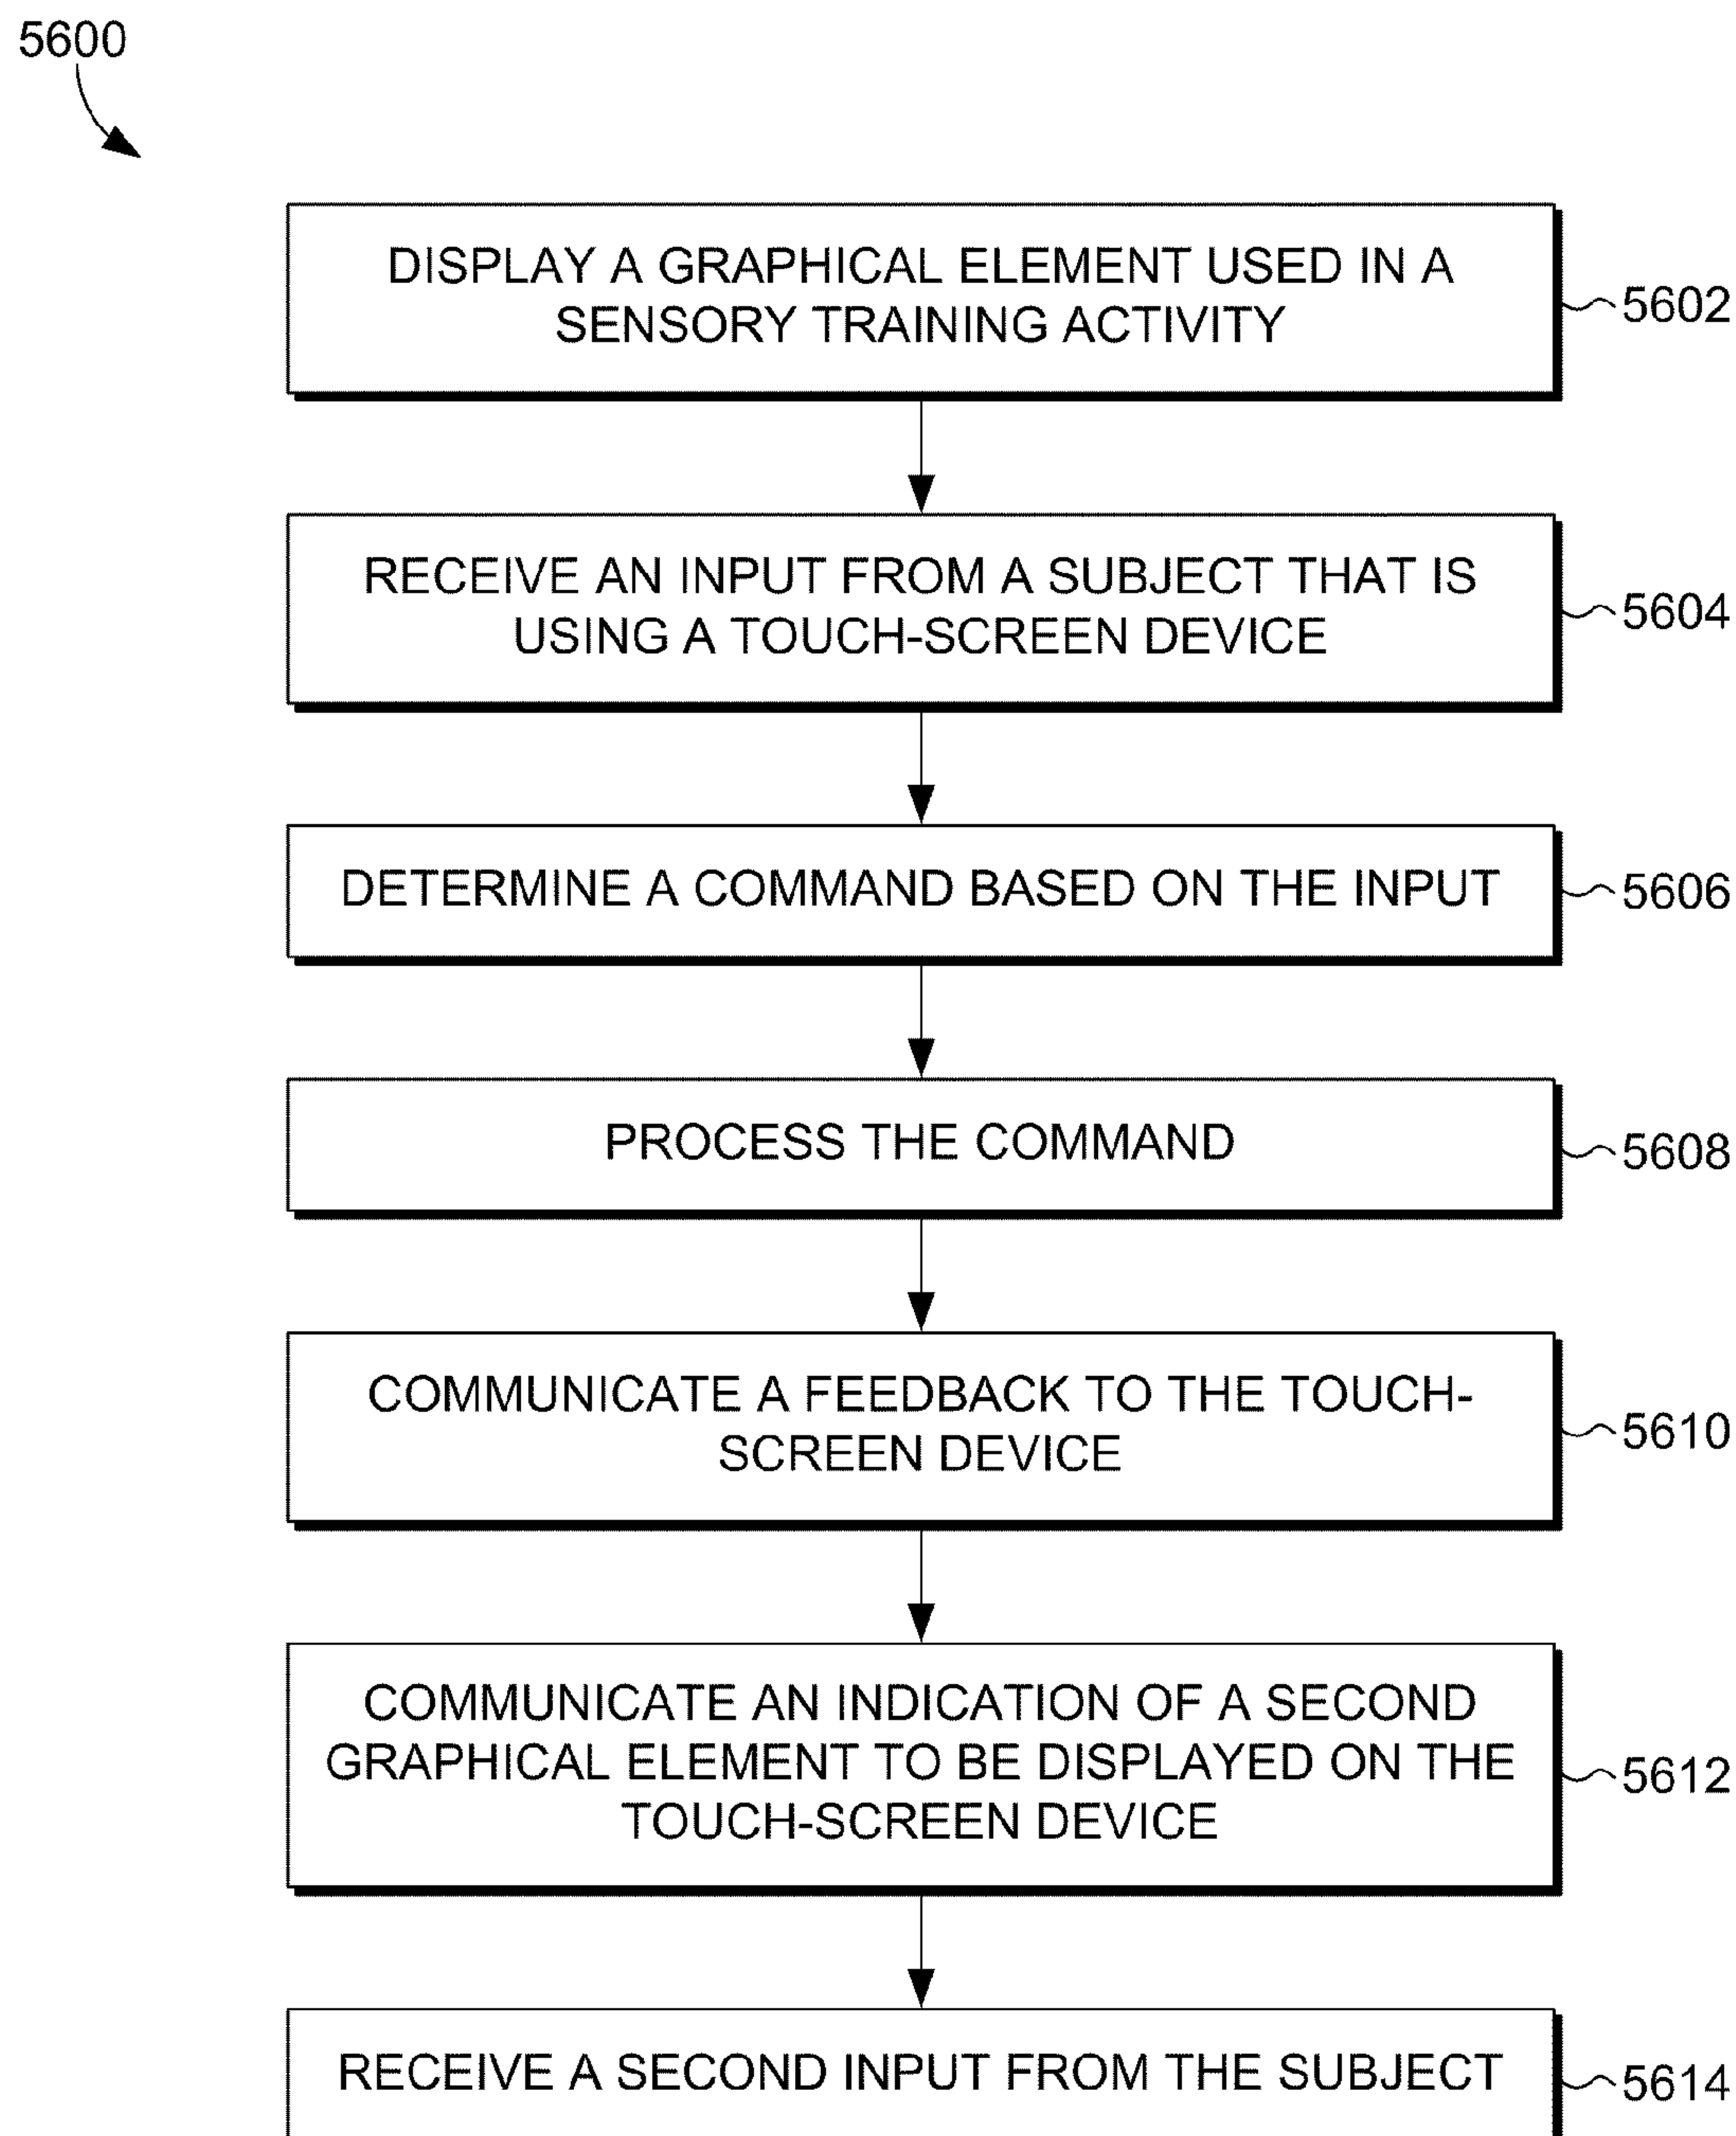 5600
DISPLAY A GRAPHICAL ELEMENT USED IN A
SENSORY TRAINING ACTIVITY
5602
RECEIVE AN INPUT FROM A SUBJECT THAT IS
USING A TOUCH-SCREEN DEVICE
5604
DETERMINE A COMMAND BASED ON THE INPUT
5606
PROCESS THE COMMAND
5608
COMMUNICATE A FEEDBACK TO THE TOUCH-
SCREEN DEVICE
5610
COMMUNICATE AN INDICATION OF A SECOND
GRAPHICAL ELEMENT TO BE DISPLAYED ON THE
TOUCH-SCREEN DEVICE
5612
RECEIVE A SECOND INPUT FROM THE SUBJECT
5614